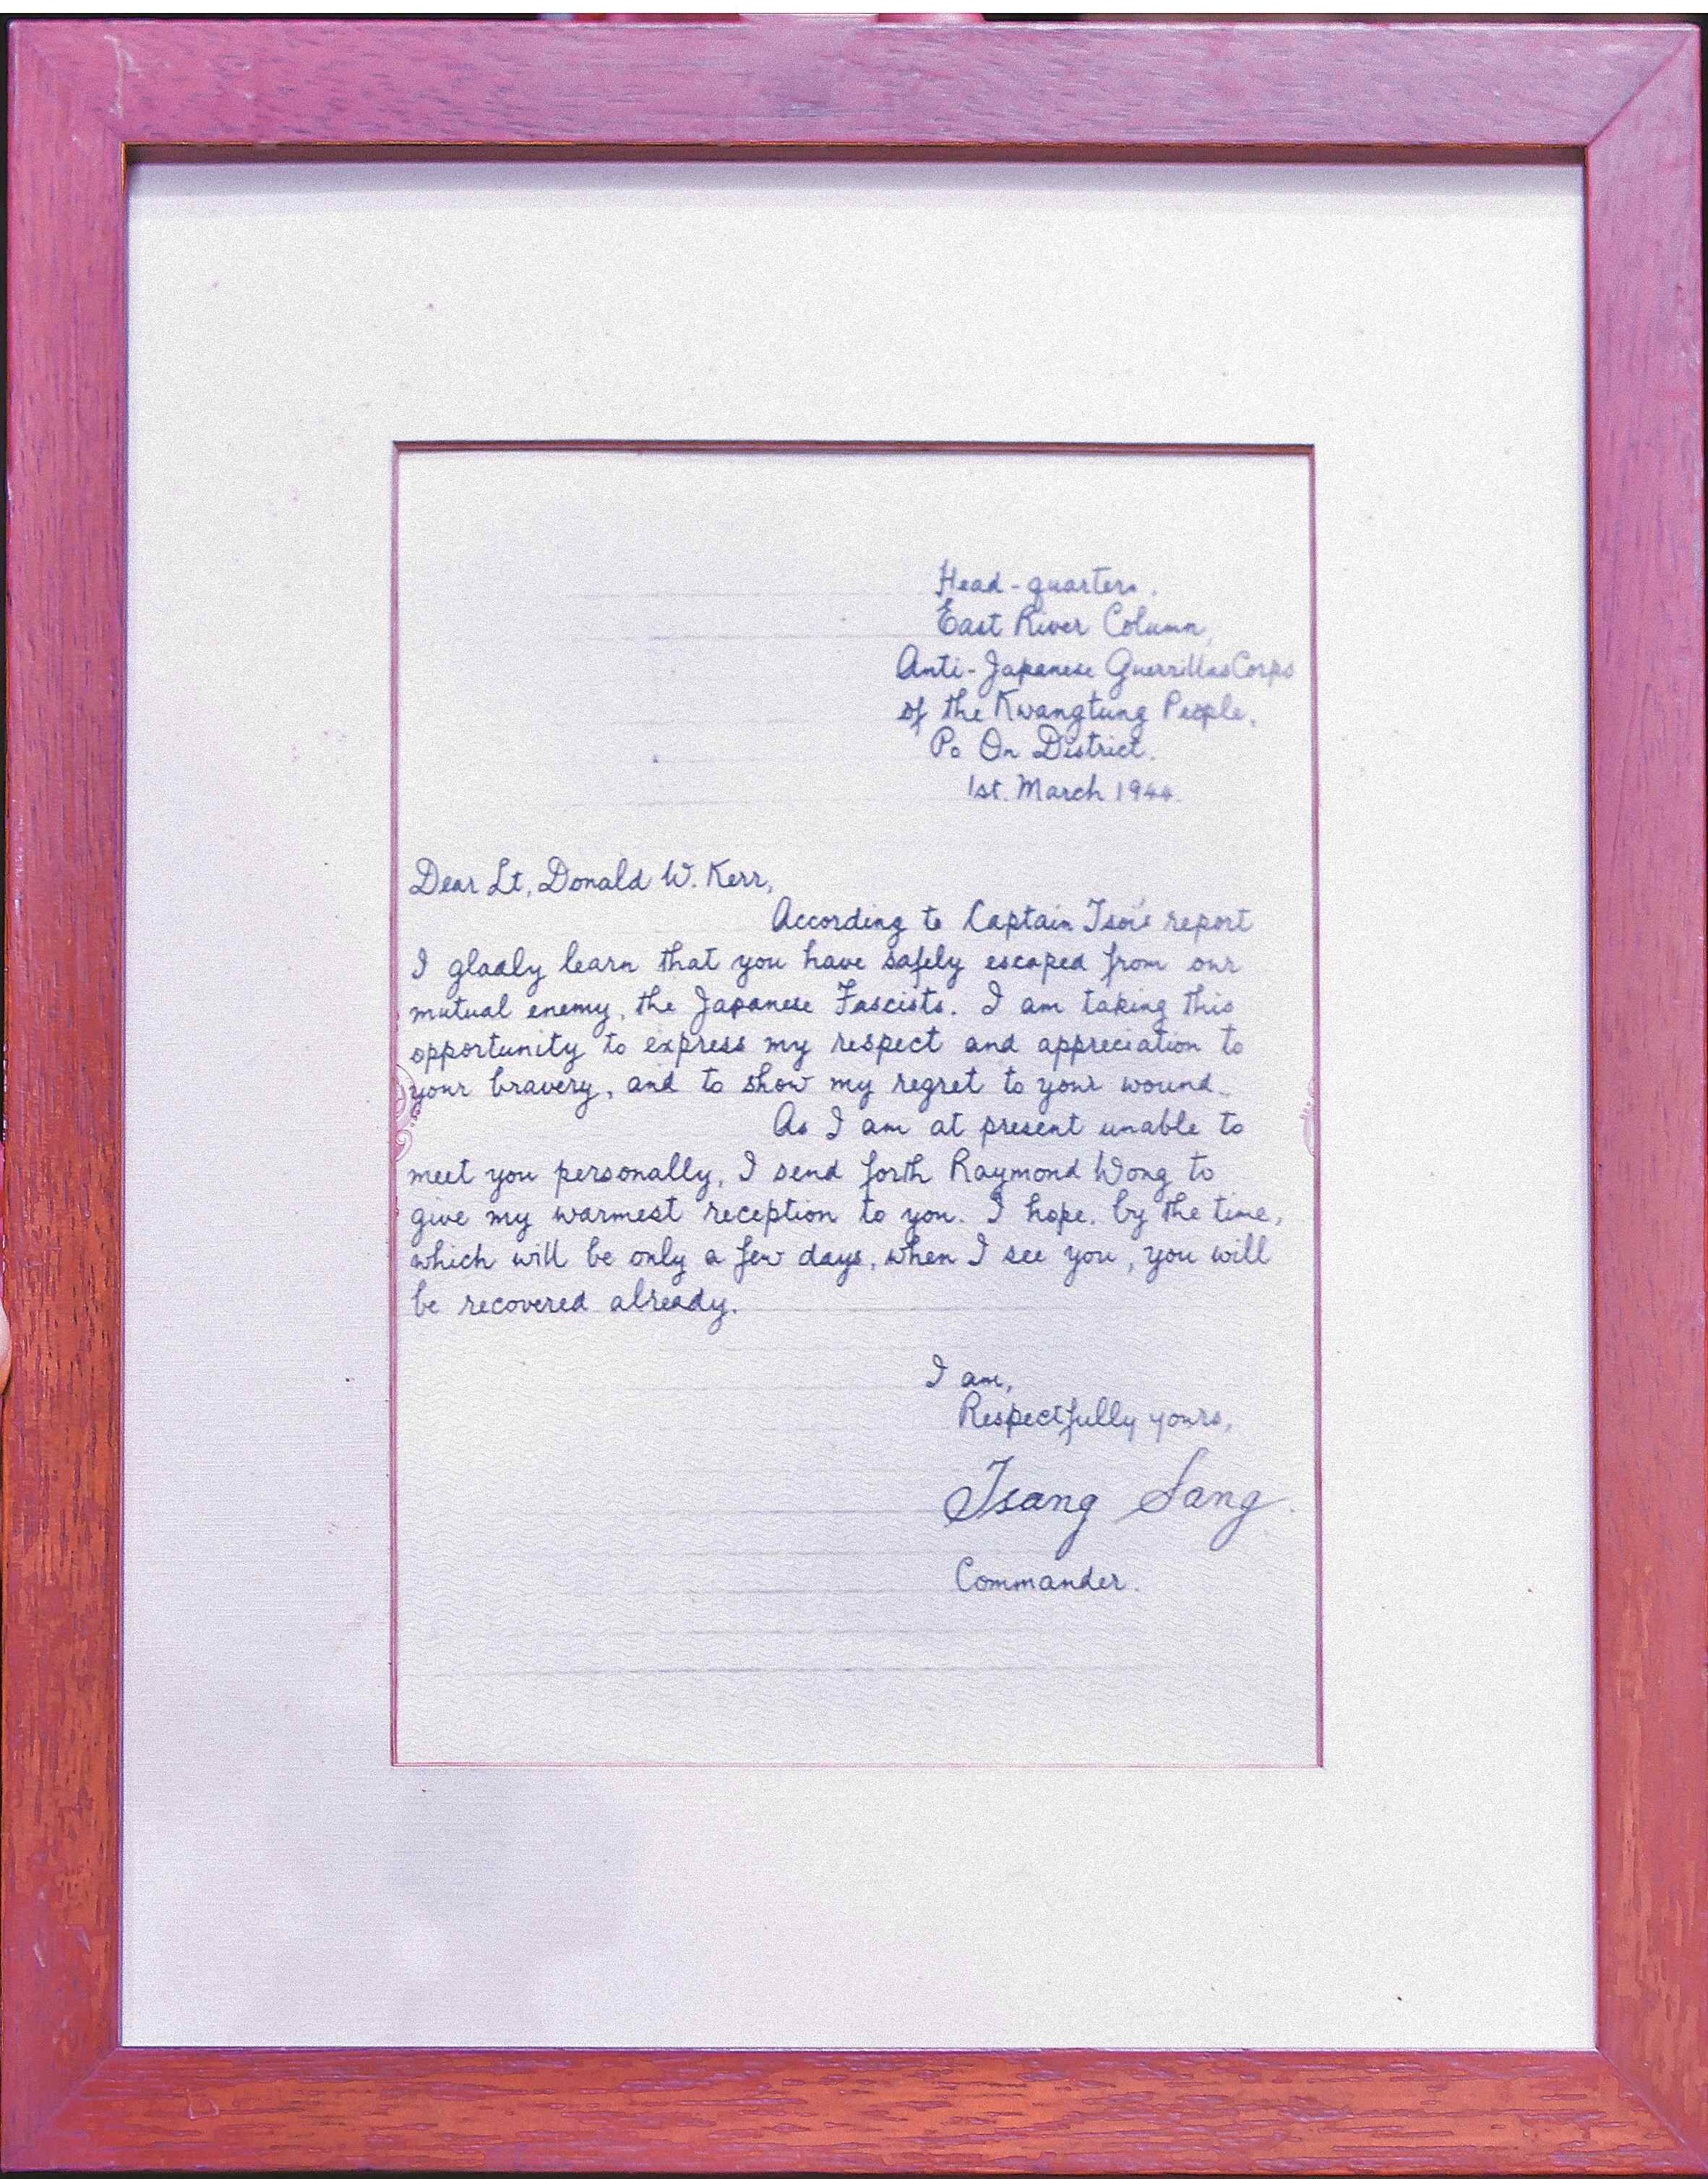 Head-quarters,
East River Column,
Anti-Japanese Guerrillas Corps
of the Kwangtung People,
Po On District.
1st. March 1944.
Dear Lt. Donald W. Kerr,
According to Captain Tsoi's report
I gladly learn that you have safely escaped from our
mutual enemy, the Japanese Fascists. I am taking this
opportunity to express my respect and appreciation to
your bravery, and to show my regret to your wound.
As I am at present unable to
meet you personally, I send forth Raymond Wong to
give my warmest reception to you. I hope, by the time,
which will be only a few days, when I see you, you will
be recovered already.
I am,
Respectfully yours,
Tsang Sang.
Commander.